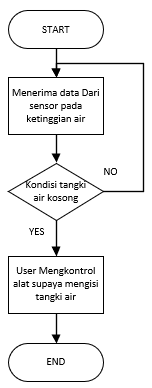 START
Menerima data Dari
sensor pada
ketinggian air
Kondisi tangki
air kosong
NO
YES
User Mengkontrol
alat supaya mengisi
tangki air
END